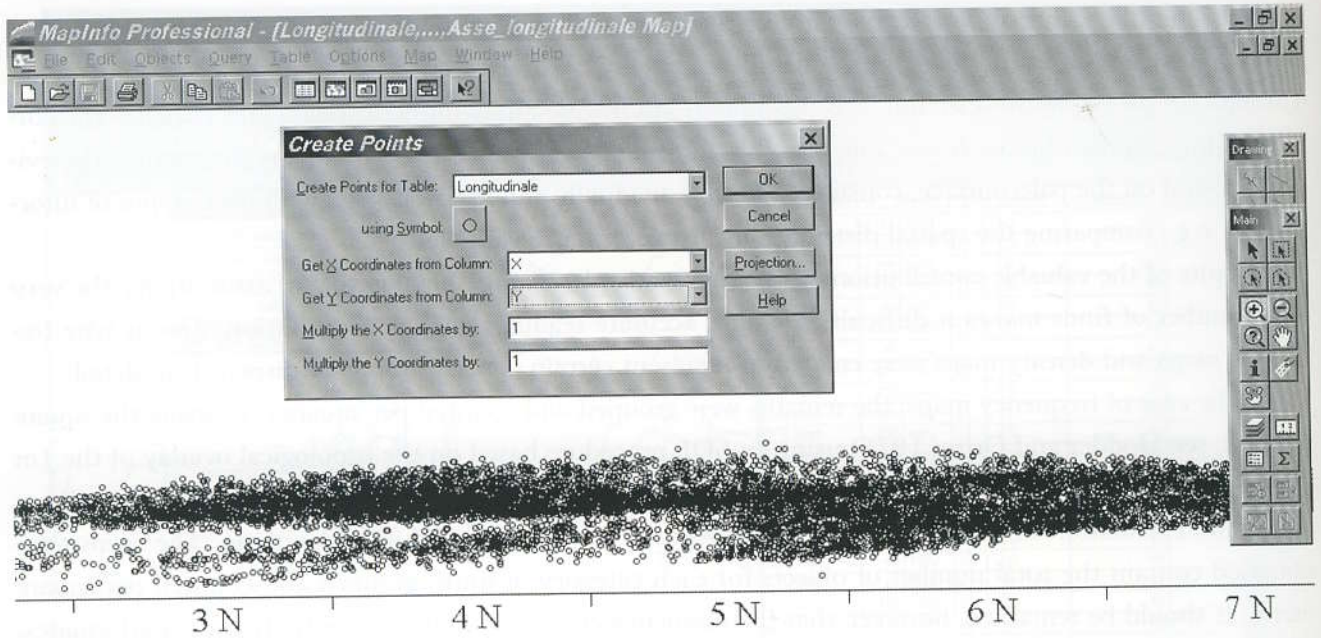 MapInfo Professional - [Longitudinale,...,Asse_longitudinale Map]
File Edit Objects Query Table Options Map Window Help
Create Points
Create Points for Table: Longitudinale
OK
using Symbol:
Cancel
Get X Coordinates from Column: X
Projection...
Get Y Coordinates from Column: Y
Help
Multiply the X Coordinates by: 1
Multiply the Y Coordinates by: 1
Drawing
Main
3 N 4 N 5 N 6 N 7 N